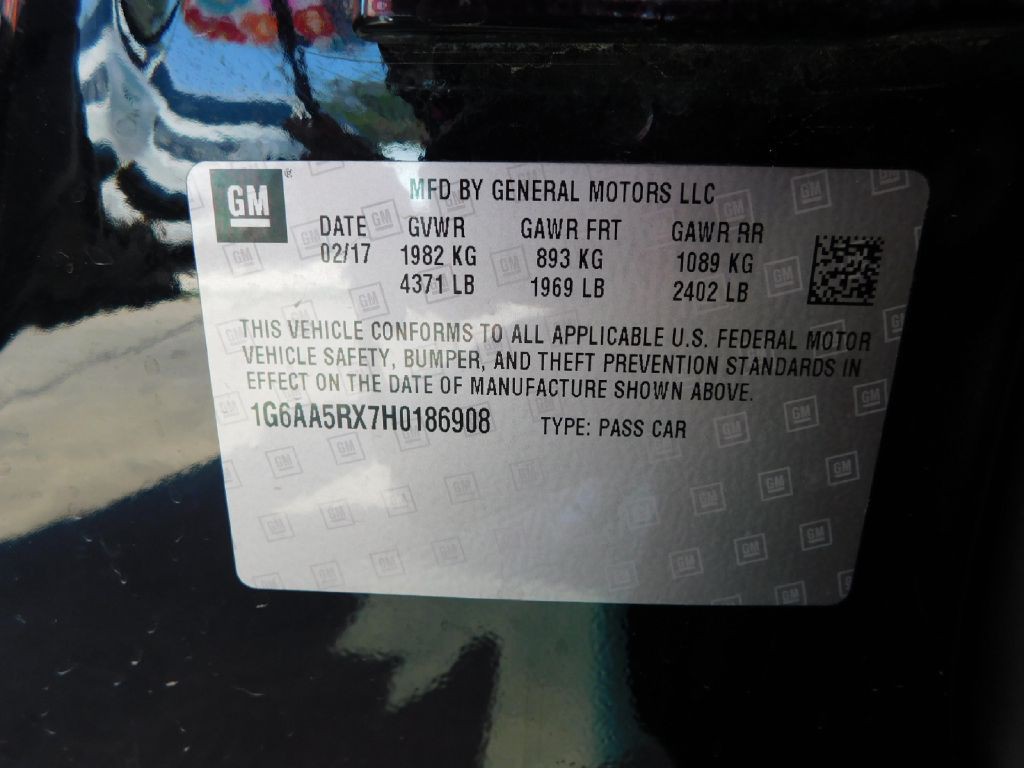 GM MFD BY GENERAL MOTORS LLC
DATE GVWR GAWR FRT GAWR RR
02/17 1982 KG 893 KG 1089 KG
4371 LB 1969 LB 2402 LB
THIS VEHICLE CONFORMS TO ALL APPLICABLE U.S. FEDERAL MOTOR
VEHICLE SAFETY, BUMPER, AND THEFT PREVENTION STANDARDS IN
EFFECT ON THE DATE OF MANUFACTURE SHOWN ABOVE.
1G6AA5RX7H0186908 TYPE: PASS CAR